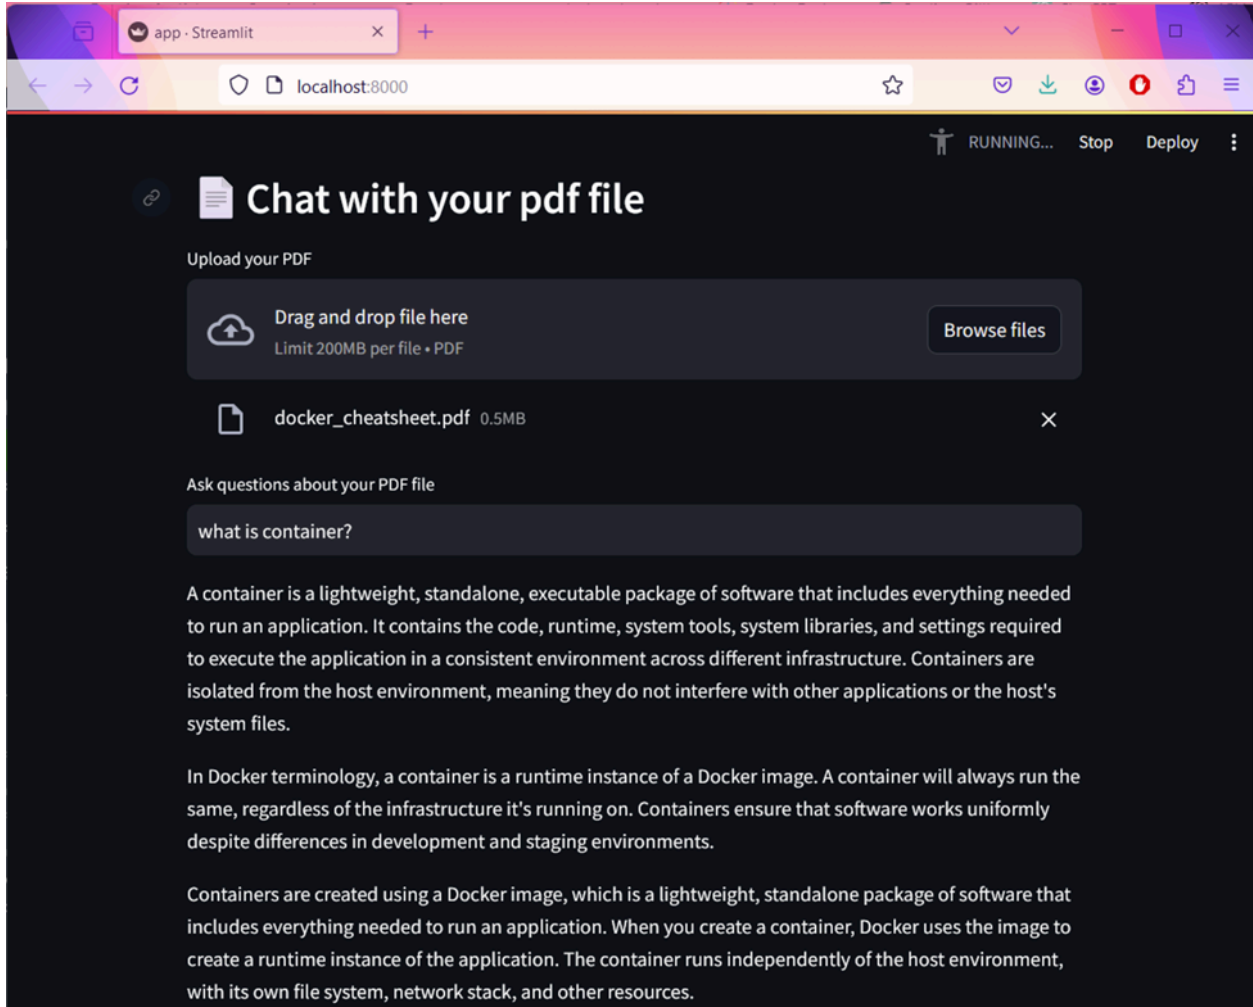 app · Streamlit
localhost:8000
RUNNING... Stop Deploy
Chat with your pdf file
Upload your PDF
Drag and drop file here
Limit 200MB per file • PDF
Browse files
docker_cheatsheet.pdf 0.5MB
Ask questions about your PDF file
what is container?
A container is a lightweight, standalone, executable package of software that includes everything needed
to run an application. It contains the code, runtime, system tools, system libraries, and settings required
to execute the application in a consistent environment across different infrastructure. Containers are
isolated from the host environment, meaning they do not interfere with other applications or the host's
system files.
In Docker terminology, a container is a runtime instance of a Docker image. A container will always run the
same, regardless of the infrastructure it's running on. Containers ensure that software works uniformly
despite differences in development and staging environments.
Containers are created using a Docker image, which is a lightweight, standalone package of software that
includes everything needed to run an application. When you create a container, Docker uses the image to
create a runtime instance of the application. The container runs independently of the host environment,
with its own file system, network stack, and other resources.